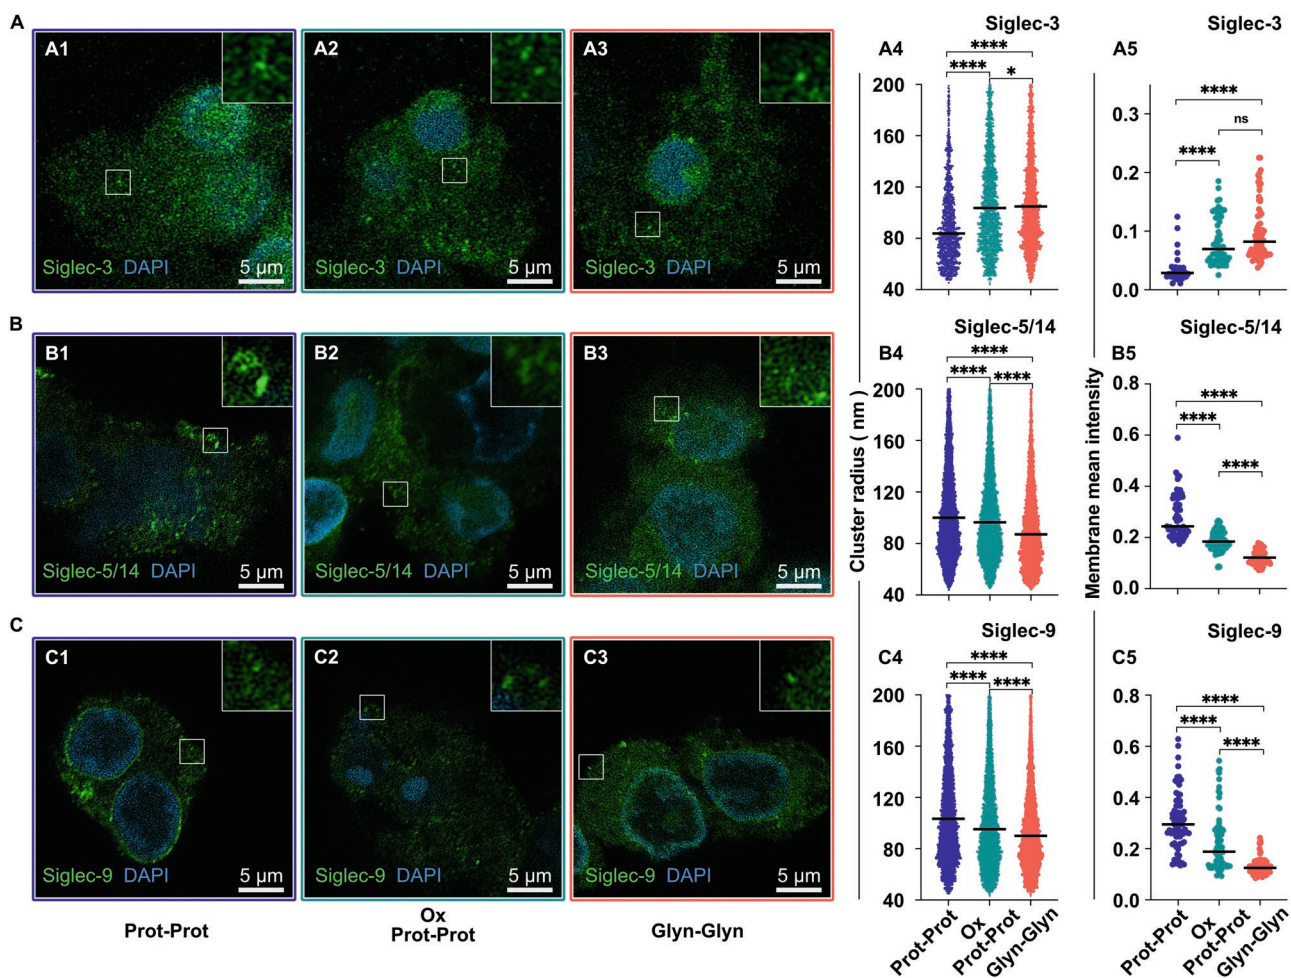 A
A1
Siglec-3 DAPI
5 µm
A2
Siglec-3 DAPI
5 µm
A3
Siglec-3 DAPI
5 µm
Siglec-3
A4
****
**** *
200
160
120
80
40
Siglec-3
A5
****
ns
****
0.3
0.2
0.1
0.0
B
B1
Siglec-5/14 DAPI
5 µm
B2
Siglec-5/14 DAPI
5 µm
B3
Siglec-5/14 DAPI
5 µm
Cluster radius ( nm )
Siglec-5/14
B4
****
**** ****
200
160
120
80
40
Membrane mean intensity
Siglec-5/14
B5
****
****
****
0.8
0.6
0.4
0.2
0.0
C
C1
Siglec-9 DAPI
5 µm
C2
Siglec-9 DAPI
5 µm
C3
Siglec-9 DAPI
5 µm
Siglec-9
C4
****
**** ****
200
160
120
80
40
Siglec-9
C5
****
****
****
0.8
0.6
0.4
0.2
0.0
Prot-Prot
Ox
Prot-Prot
Glyn-Glyn
Prot-Prot
Ox
Prot-Prot
Glyn-Glyn
Prot-Prot
Ox
Prot-Prot
Glyn-Glyn